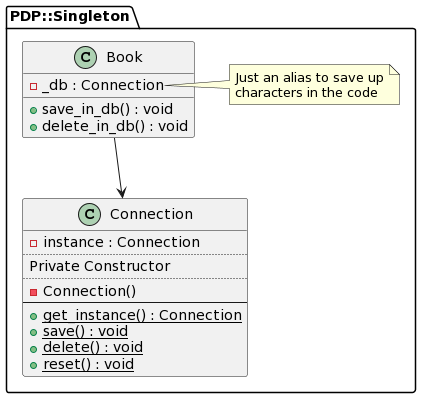 PDP::Singleton
C Book
_db : Connection
save_in_db() : void
delete_in_db() : void
Just an alias to save up
characters in the code
C Connection
instance : Connection
Private Constructor
Connection()
get_instance() : Connection
save() : void
delete() : void
reset() : void